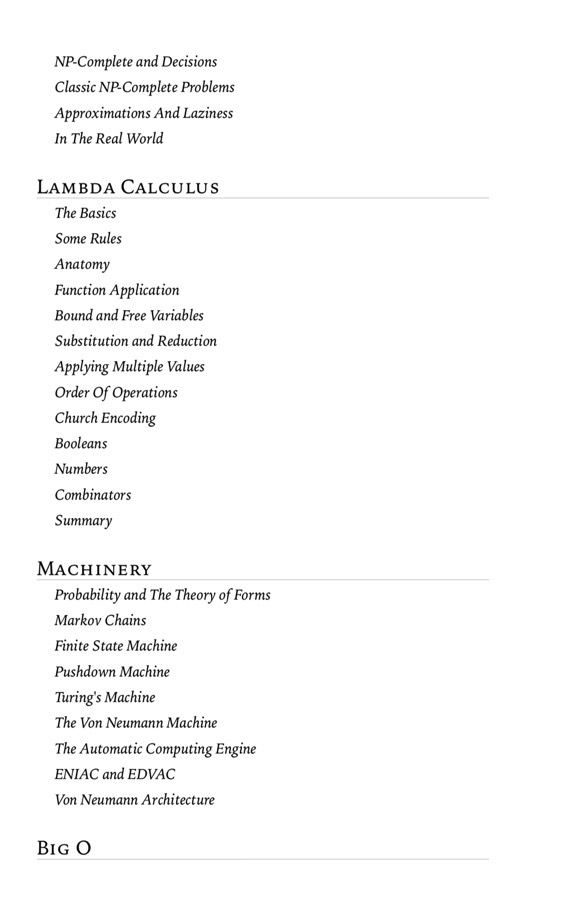 NP-Complete and Decisions
Classic NP-Complete Problems
Approximations And Laziness
In The Real World
Lambda Calculus
The Basics
Some Rules
Anatomy
Function Application
Bound and Free Variables
Substitution and Reduction
Applying Multiple Values
Order Of Operations
Church Encoding
Booleans
Numbers
Combinators
Summary
Machinery
Probability and The Theory of Forms
Markov Chains
Finite State Machine
Pushdown Machine
Turing's Machine
The Von Neumann Machine
The Automatic Computing Engine
ENIAC and EDVAC
Von Neumann Architecture
Big O